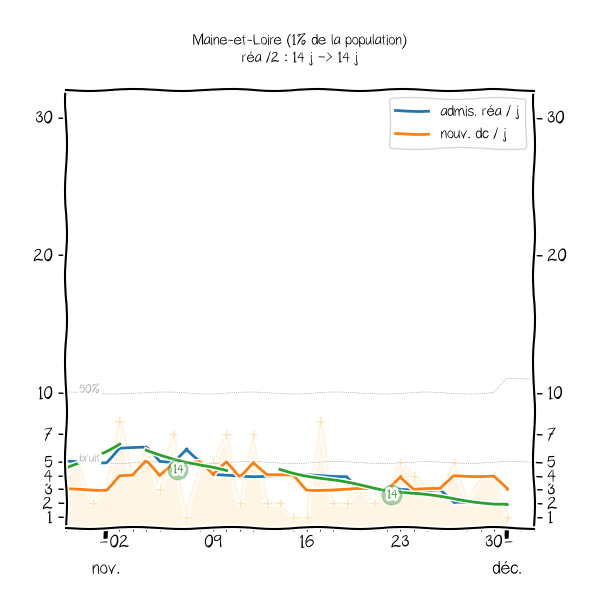 Maine-et-Loire (1% de la population)
réa /2 : 14 j -> 14 j
admis. réa / j
nouv. dc / j
30 30
20 20
10 10
50%
7 7
bruit
5 5
4 4
3 3
2 2
1 1
14
14
02 09 16 23 30
nov. déc.